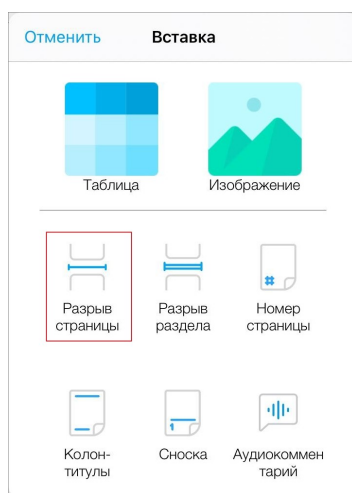 Отменить Вставка
Таблица Изображение
Разрыв страницы
Разрыв раздела
Номер страницы
Колон-
титулы
Сноска
Аудиокоммен
тарий